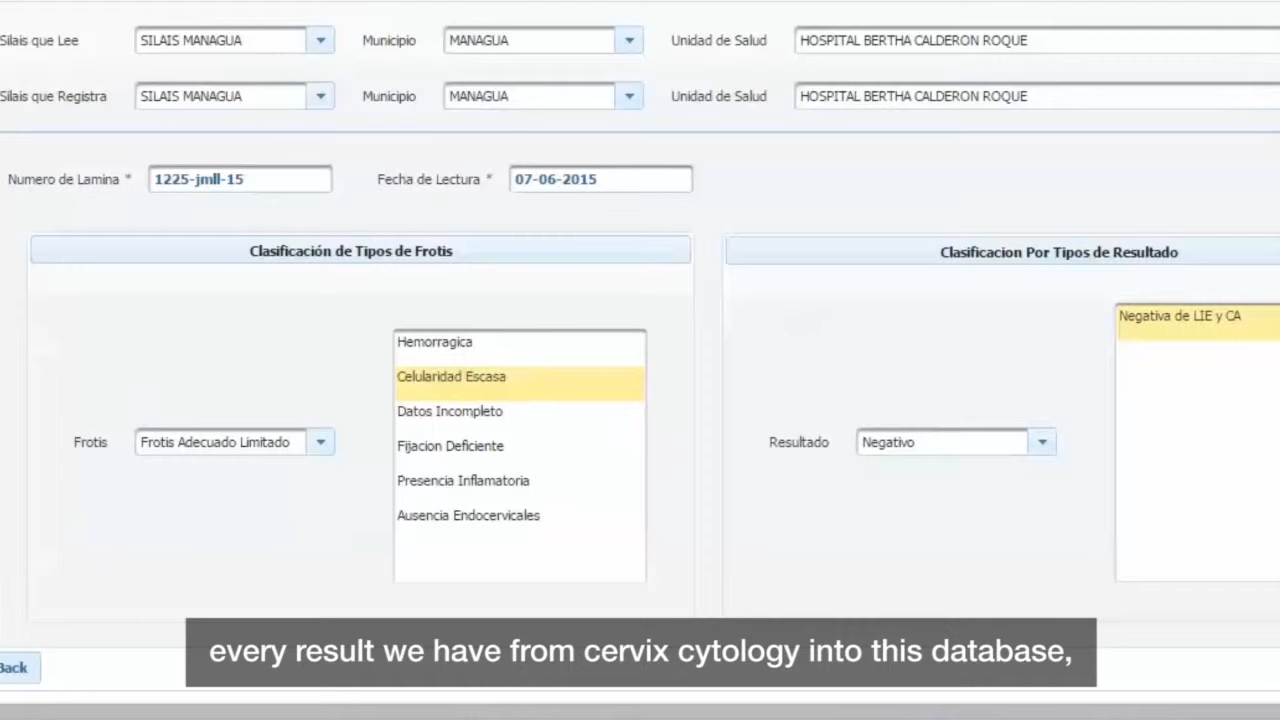 Silais que Lee SILAIS MANAGUA Municipio MANAGUA Unidad de Salud HOSPITAL BERTHA CALDERON ROQUE
Silais que Registra SILAIS MANAGUA Municipio MANAGUA Unidad de Salud HOSPITAL BERTHA CALDERON ROQUE
Numero de Lamina * 1225-jmll-15 Fecha de Lectura * 07-06-2015
Clasificación de Tipos de Frotis
Frotis Frotis Adecuado Limitado
Hemorragica
Celularidad Escasa
Datos Incompleto
Fijacion Deficiente
Presencia Inflamatoria
Ausencia Endocervicales
Clasificacion Por Tipos de Resultado
Resultado Negativo
Negativa de LIE y CA
Back
every result we have from cervix cytology into this database,